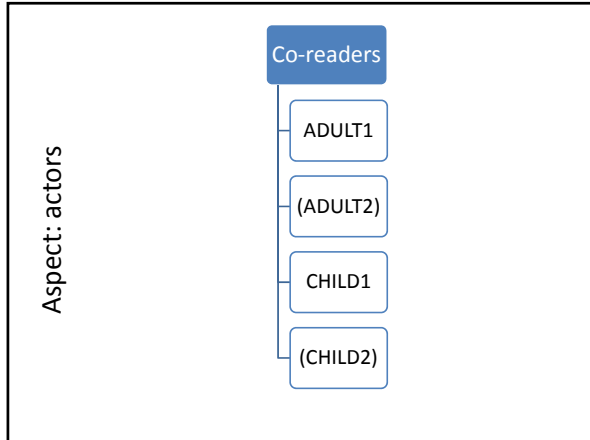 Aspect: actors
Co-readers
ADULT1
(ADULT2)
CHILD1
(CHILD2)